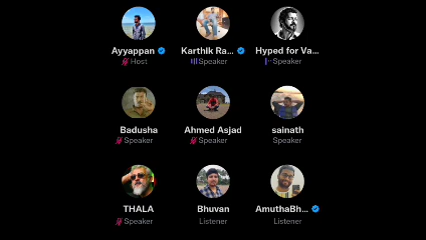 Ayyappan Karthik Ra... Hyped for Va...
Host Speaker Speaker
Badusha Ahmed Asjad sainath
Speaker Speaker Speaker
THALA Bhuvan AmuthaBh...
Speaker Listener Listener